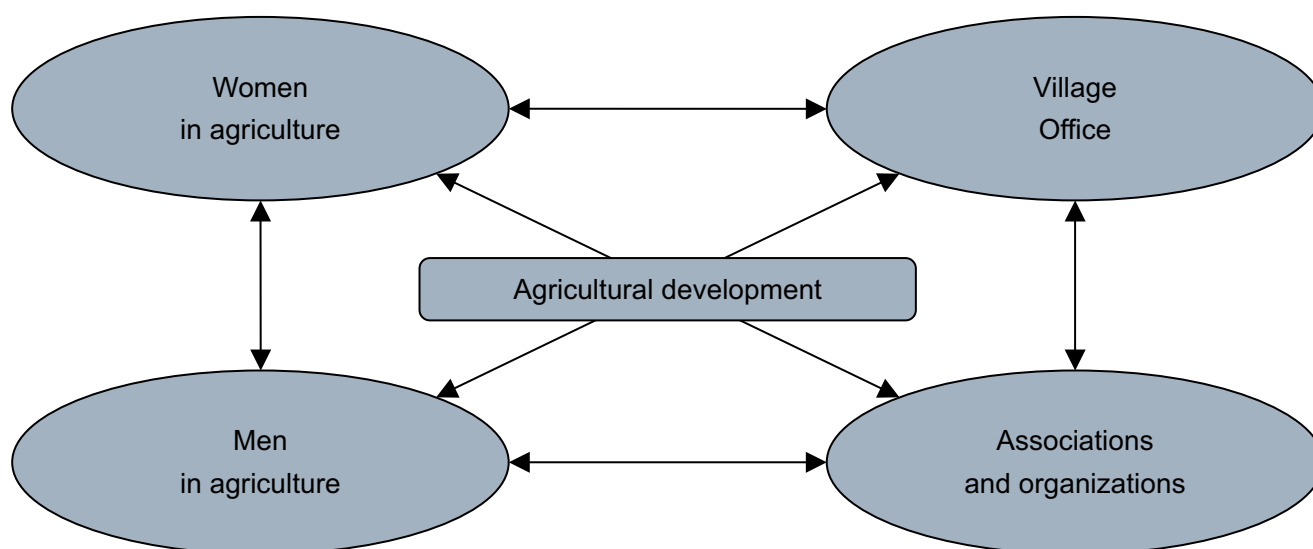 Women
in agriculture
Village
Office
Agricultural development
Men
in agriculture
Associations
and organizations